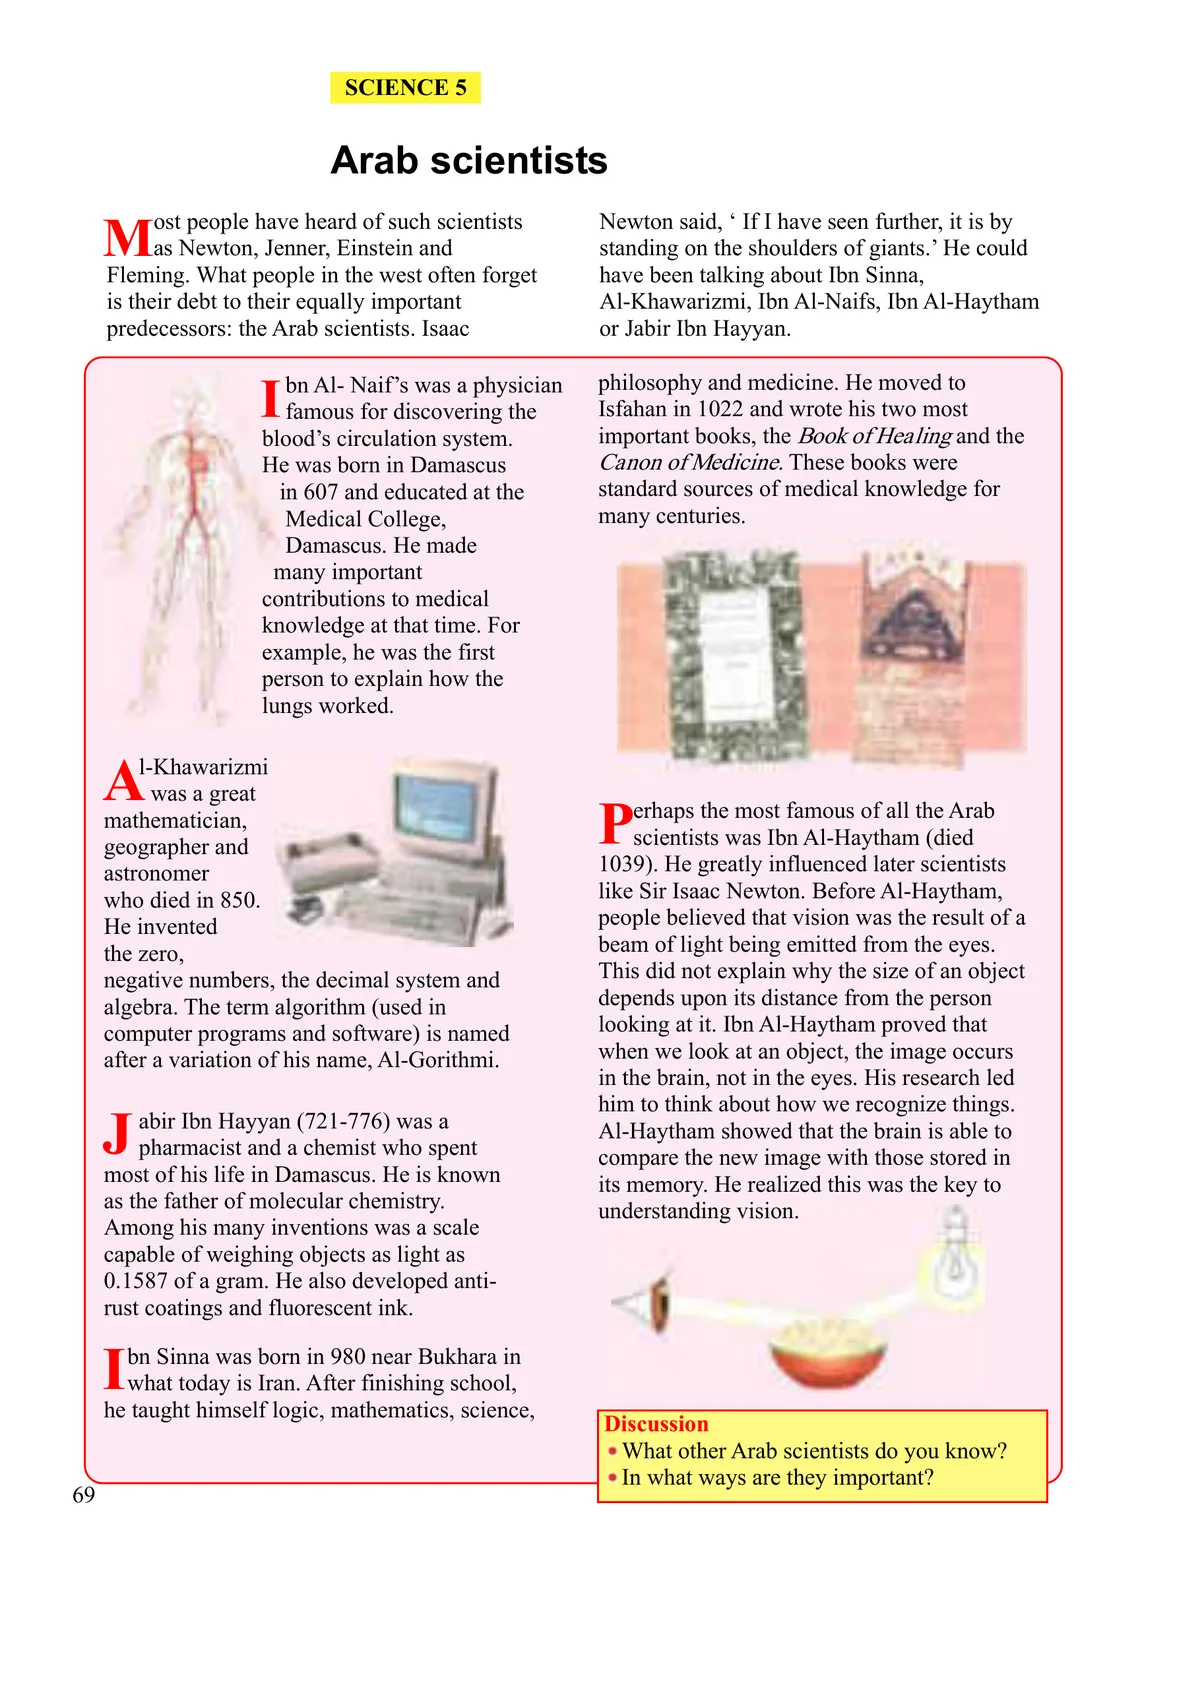 SCIENCE 5
Arab scientists
Most people have heard of such scientists
as Newton, Jenner, Einstein and
Fleming. What people in the west often forget
is their debt to their equally important
predecessors: the Arab scientists. Isaac
Newton said, ‘ If I have seen further, it is by
standing on the shoulders of giants.’ He could
have been talking about Ibn Sinna,
Al-Khawarizmi, Ibn Al-Naifs, Ibn Al-Haytham
or Jabir Ibn Hayyan.
Ibn Al- Naif’s was a physician
famous for discovering the
blood’s circulation system.
He was born in Damascus
in 607 and educated at the
Medical College,
Damascus. He made
many important
contributions to medical
knowledge at that time. For
example, he was the first
person to explain how the
lungs worked.
Al-Khawarizmi
was a great
mathematician,
geographer and
astronomer
who died in 850.
He invented
the zero,
negative numbers, the decimal system and
algebra. The term algorithm (used in
computer programs and software) is named
after a variation of his name, Al-Gorithmi.
Jabir Ibn Hayyan (721-776) was a
pharmacist and a chemist who spent
most of his life in Damascus. He is known
as the father of molecular chemistry.
Among his many inventions was a scale
capable of weighing objects as light as
0.1587 of a gram. He also developed anti-
rust coatings and fluorescent ink.
Ibn Sinna was born in 980 near Bukhara in
what today is Iran. After finishing school,
he taught himself logic, mathematics, science,
philosophy and medicine. He moved to
Isfahan in 1022 and wrote his two most
important books, the Book of Healing and the
Canon of Medicine. These books were
standard sources of medical knowledge for
many centuries.
Perhaps the most famous of all the Arab
scientists was Ibn Al-Haytham (died
1039). He greatly influenced later scientists
like Sir Isaac Newton. Before Al-Haytham,
people believed that vision was the result of a
beam of light being emitted from the eyes.
This did not explain why the size of an object
depends upon its distance from the person
looking at it. Ibn Al-Haytham proved that
when we look at an object, the image occurs
in the brain, not in the eyes. His research led
him to think about how we recognize things.
Al-Haytham showed that the brain is able to
compare the new image with those stored in
its memory. He realized this was the key to
understanding vision.
Discussion
• What other Arab scientists do you know?
• In what ways are they important?
69